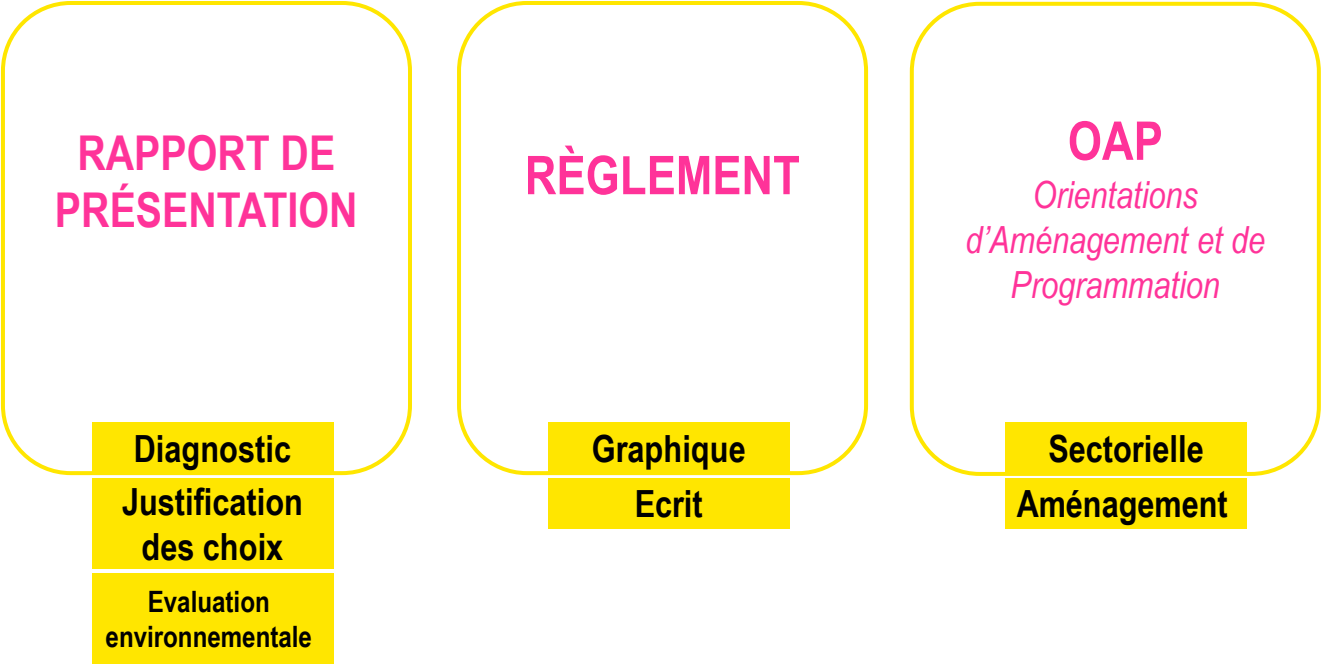 RAPPORT DE
PRÉSENTATION
Diagnostic
Justification
des choix
Evaluation
environnementale
RÈGLEMENT
Graphique
Ecrit
OAP
Orientations
d’Aménagement et de
Programmation
Sectorielle
Aménagement